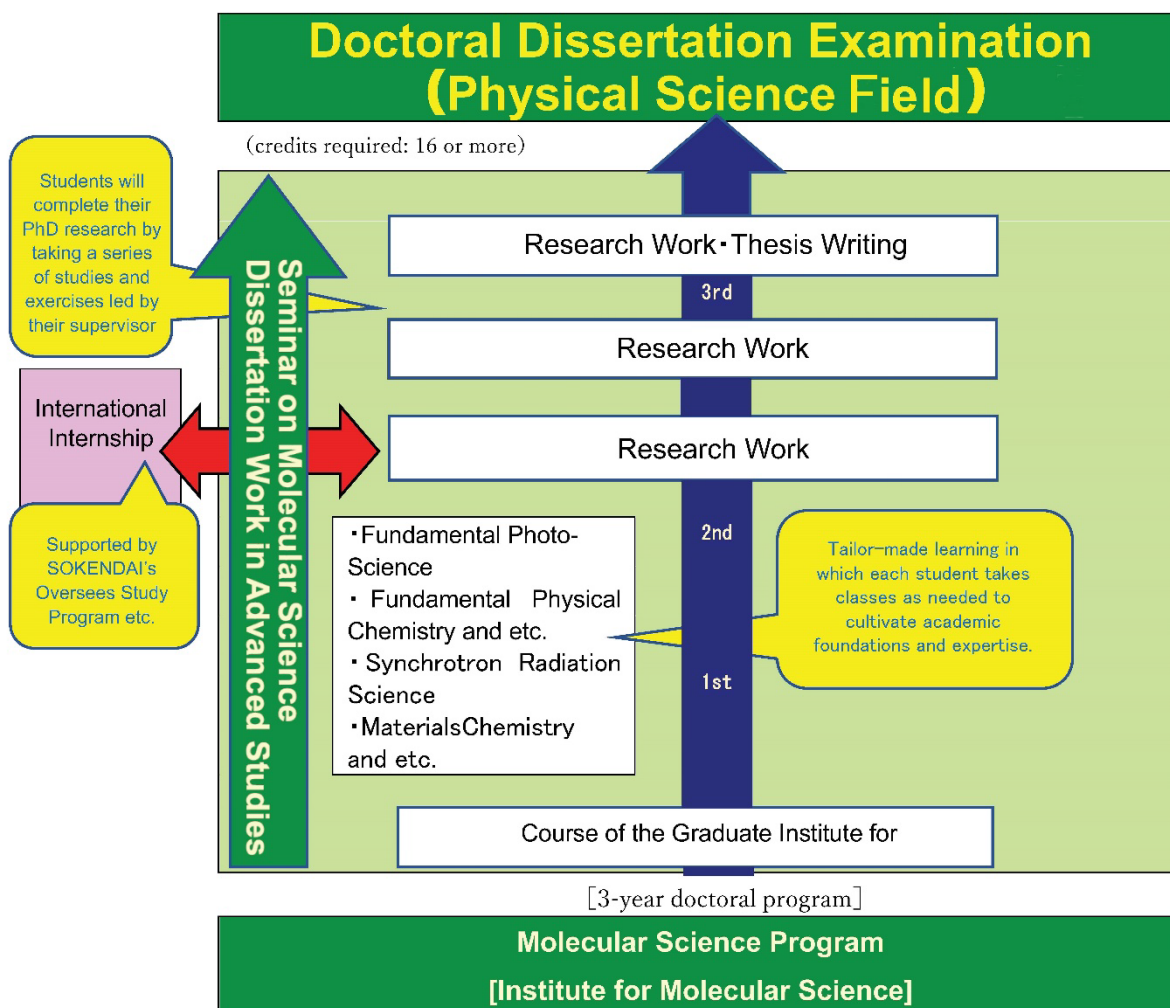 Doctoral Dissertation Examination
(Physical Science Field)
(credits required: 16 or more)
Students will
complete their
PhD research by
taking a series
of studies and
exercises led by
their supervisor
Seminar on Molecular Science
Dissertation Work in Advanced Studies
Research Work・Thesis Writing
3rd
Research Work
International
Internship
Research Work
Supported by
SOKENDAI's
Oversees Study
Program etc.
・Fundamental Photo-
Science
・ Fundamental Physical
Chemistry and etc.
・Synchrotron Radiation
Science
・MaterialsChemistry
and etc.
2nd
Tailor-made learning in
which each student takes
classes as needed to
cultivate academic
foundations and expertise.
1st
Course of the Graduate Institute for
[3-year doctoral program]
Molecular Science Program
[Institute for Molecular Science]